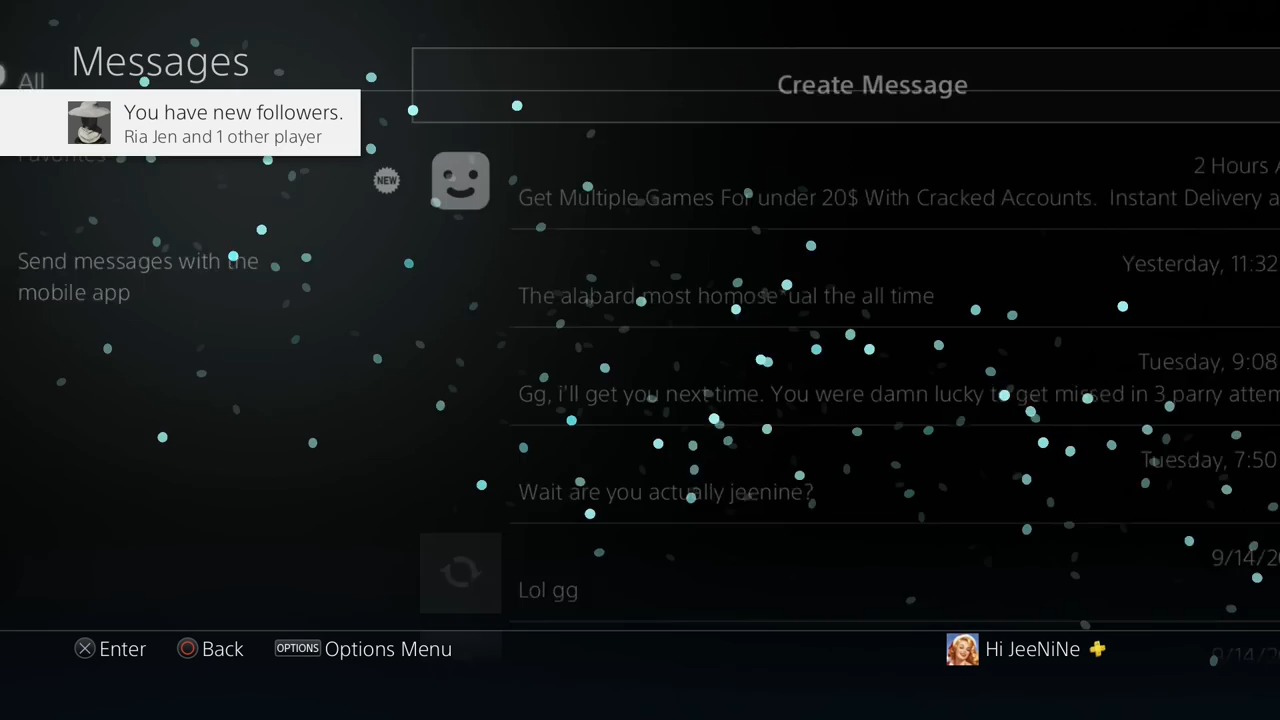 Messages
All
Create Message
You have new followers.
Ria Jen and 1 other player
Favorites
NEW
2 Hours
Get Multiple Games For under 20$ With Cracked Accounts. Instant Delivery a
Send messages with the
mobile app
Yesterday, 11:32
The alabard most homose*ual the all time
Tuesday, 9:08
Gg, i'll get you next time. You were damn lucky to get missed in 3 parry attem
Tuesday, 7:50
Wait are you actually jeenine?
9/14/20
Lol gg
Enter
Back
OPTIONS Options Menu
Hi JeeNiNe
9/14/